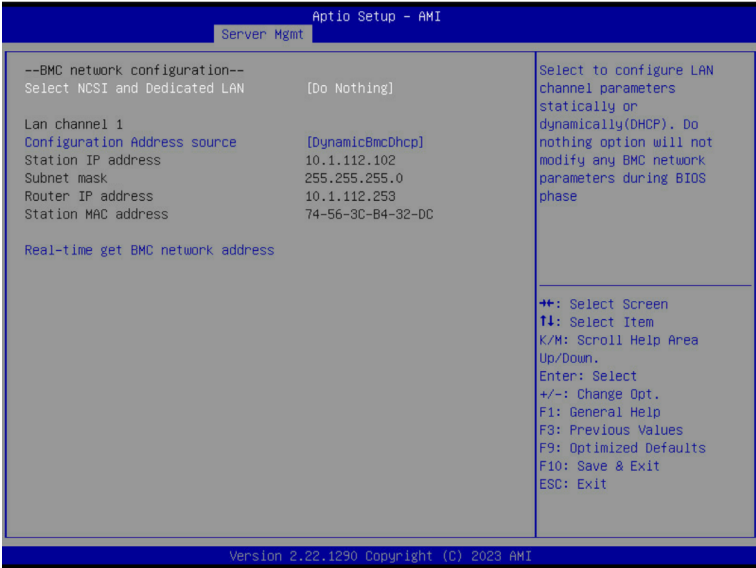 Aptio Setup – AMI
Server Mgmt
--BMC network configuration--
Select NCSI and Dedicated LAN [Do Nothing]
Lan channel 1
Configuration Address source [DynamicBmcDhcp]
Station IP address 10.1.112.102
Subnet mask 255.255.255.0
Router IP address 10.1.112.253
Station MAC address 74-56-3C-B4-32-DC
Real-time get BMC network address
Select to configure LAN
channel parameters
statically or
dynamically(DHCP). Do
nothing option will not
modify any BMC network
parameters during BIOS
phase
→←: Select Screen
↑↓: Select Item
K/M: Scroll Help Area
Up/Down.
Enter: Select
+/-: Change Opt.
F1: General Help
F3: Previous Values
F9: Optimized Defaults
F10: Save & Exit
ESC: Exit
Version 2.22.1290 Copyright (C) 2023 AMI